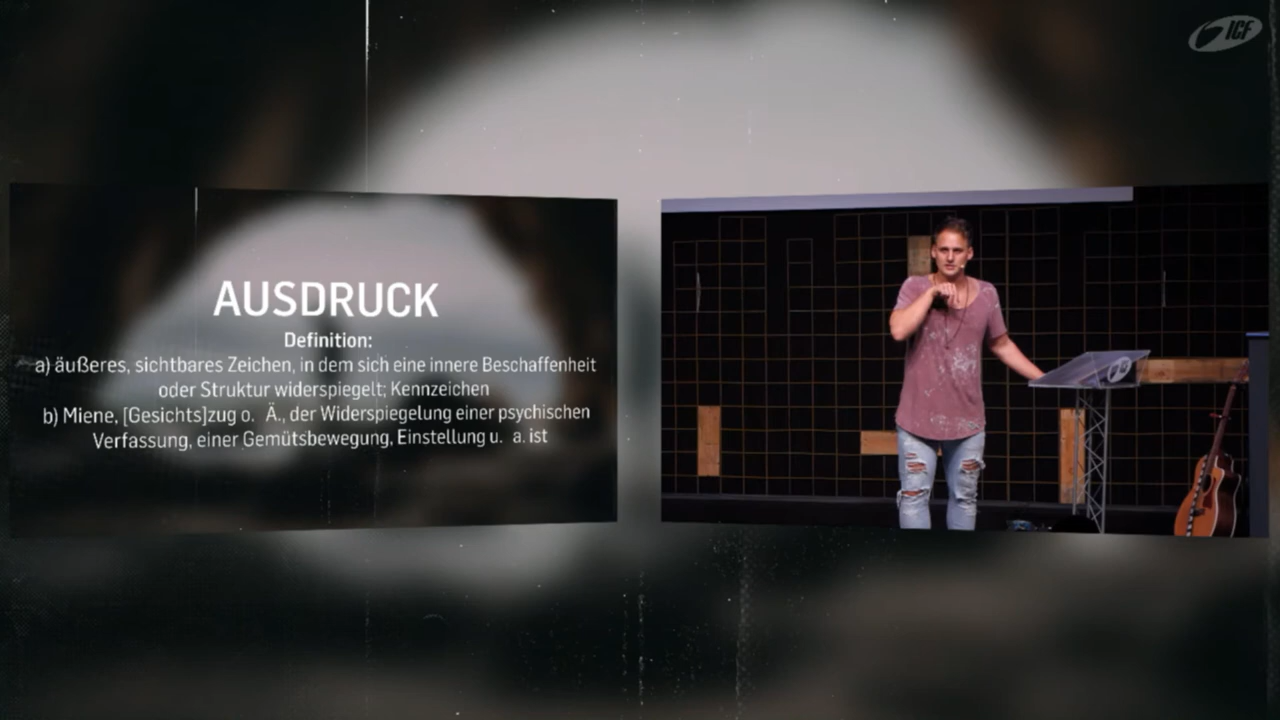 ICF
AUSDRUCK
Definition:
a) äußeres, sichtbares Zeichen, in dem sich eine innere Beschaffenheit
oder Struktur widerspiegelt; Kennzeichen
b) Miene, [Gesichts]zug o. Ä., der Widerspiegelung einer psychischen
Verfassung, einer Gemütsbewegung, Einstellung u. a. ist